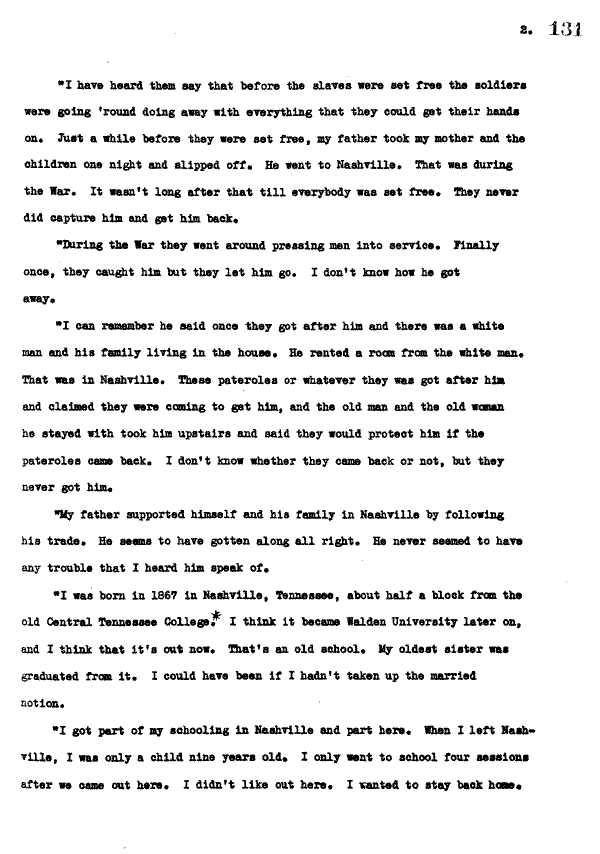 2. 131
"I have heard them say that before the slaves were set free the soldiers
were going 'round doing away with everything that they could get their hands
on. Just a while before they were set free, my father took my mother and the
children one night and slipped off. He went to Nashville. That was during
the War. It wasn't long after that till everybody was set free. They never
did capture him and get him back.
"During the War they went around pressing men into service. Finally
once, they caught him but they let him go. I don't know how he got
away.
"I can remember he said once they got after him and there was a white
man and his family living in the house. He rented a room from the white man.
That was in Nashville. These pateroles or whatever they was got after him
and claimed they were coming to get him, and the old man and the old woman
he stayed with took him upstairs and said they would protect him if the
pateroles came back. I don't know whether they came back or not, but they
never got him.
"My father supported himself and his family in Nashville by following
his trade. He seems to have gotten along all right. He never seemed to have
any trouble that I heard him speak of.
"I was born in 1867 in Nashville, Tennessee, about half a block from the
old Central Tennessee College.* I think it became Walden University later on,
and I think that it's out now. That's an old school. My oldest sister was
graduated from it. I could have been if I hadn't taken up the married
notion.
"I got part of my schooling in Nashville and part here. When I left Nash-
ville, I was only a child nine years old. I only went to school four sessions
after we came out here. I didn't like out here. I wanted to stay back home.